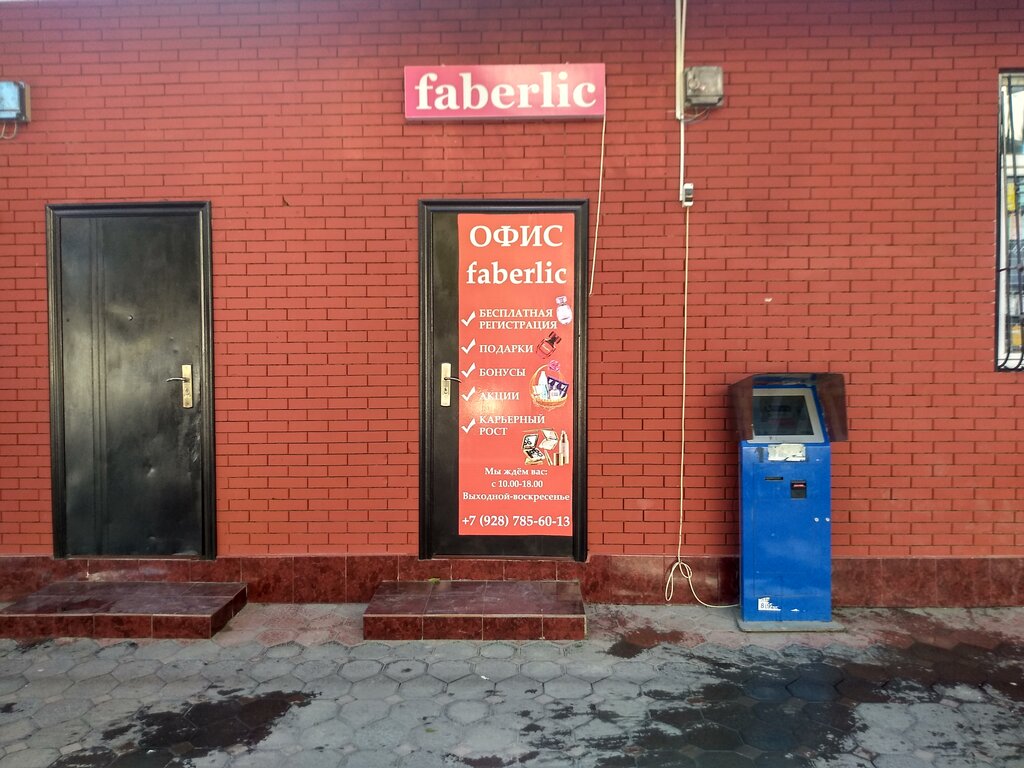 faberlic
ОФИС
faberlic
БЕСПЛАТНАЯ
РЕГИСТРАЦИЯ
ПОДАРКИ
БОНУСЫ
АКЦИИ
КАРЬЕРНЫЙ
РОСТ
Мы ждём вас:
с 10.00-18.00
Выходной-воскресенье
+7 (928) 785-60-13